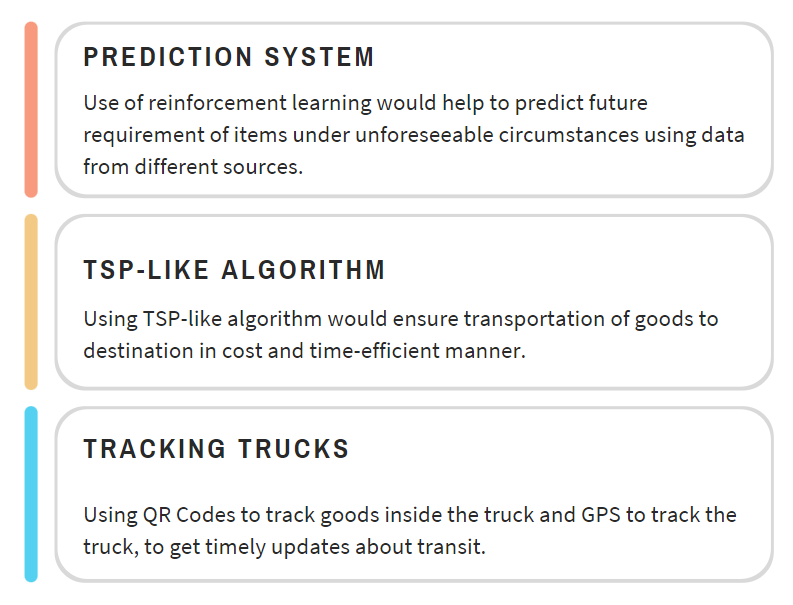 PREDICTION SYSTEM
Use of reinforcement learning would help to predict future
requirement of items under unforeseeable circumstances using data
from different sources.
TSP-LIKE ALGORITHM
Using TSP-like algorithm would ensure transportation of goods to
destination in cost and time-efficient manner.
TRACKING TRUCKS
Using QR Codes to track goods inside the truck and GPS to track the
truck, to get timely updates about transit.